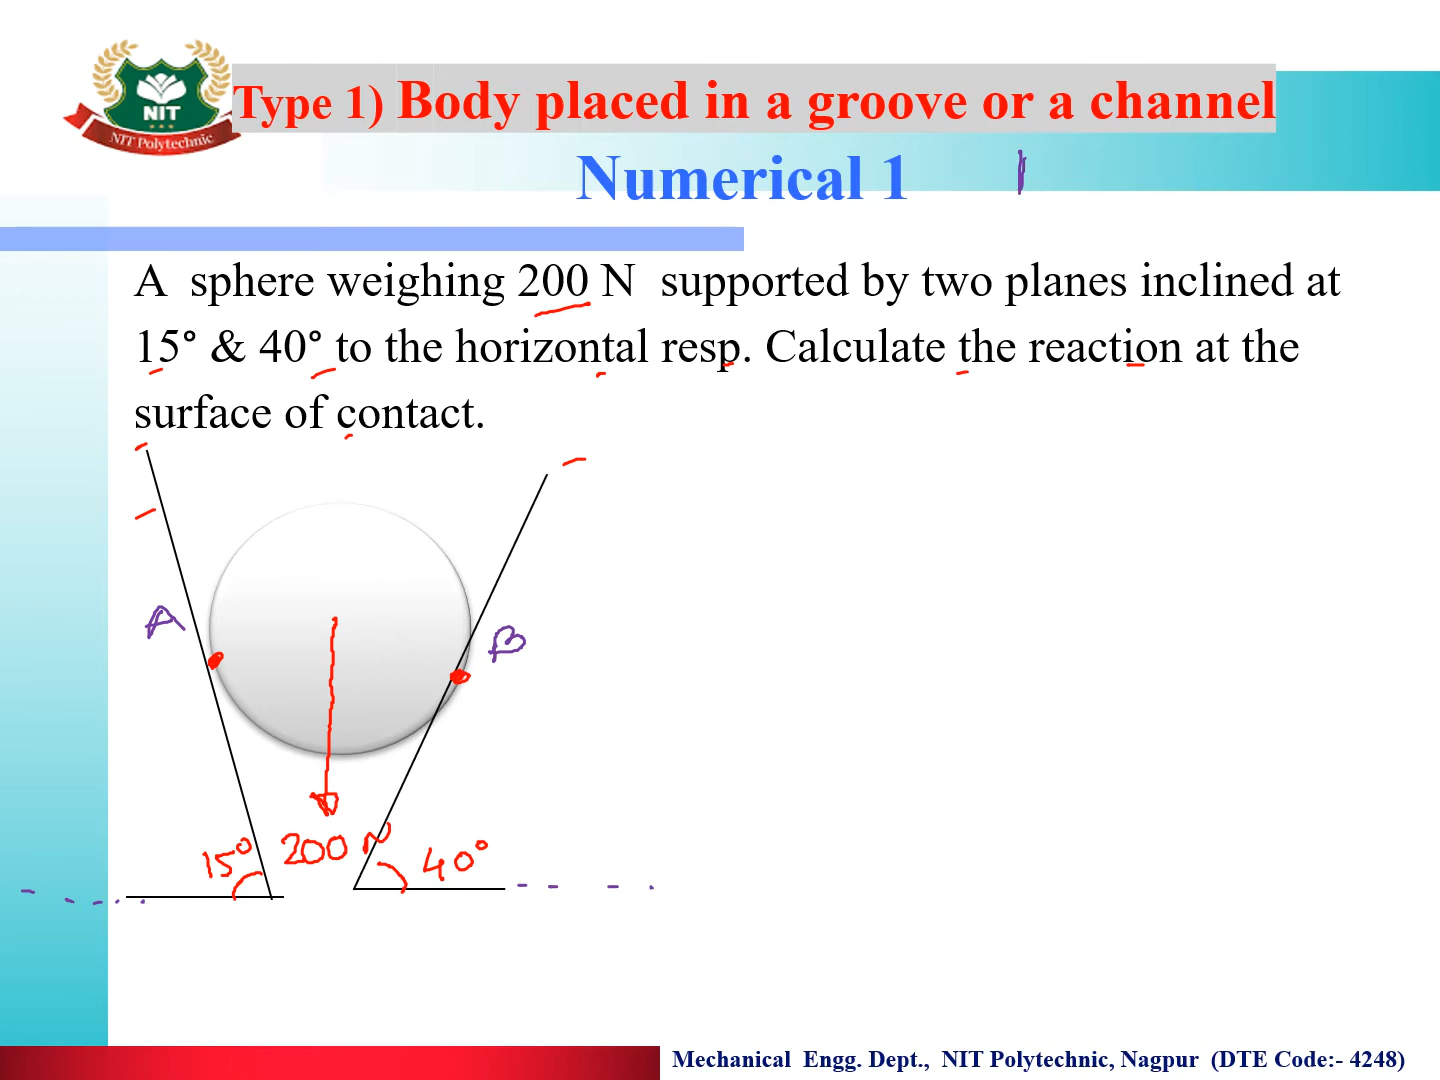 NIT
NIT Polytechnic
Type 1) Body placed in a groove or a channel
Numerical 1
A sphere weighing 200 N supported by two planes inclined at
15° & 40° to the horizontal resp. Calculate the reaction at the
surface of contact.
A
B
15° 200 N 40°
Mechanical Engg. Dept., NIT Polytechnic, Nagpur (DTE Code:- 4248)